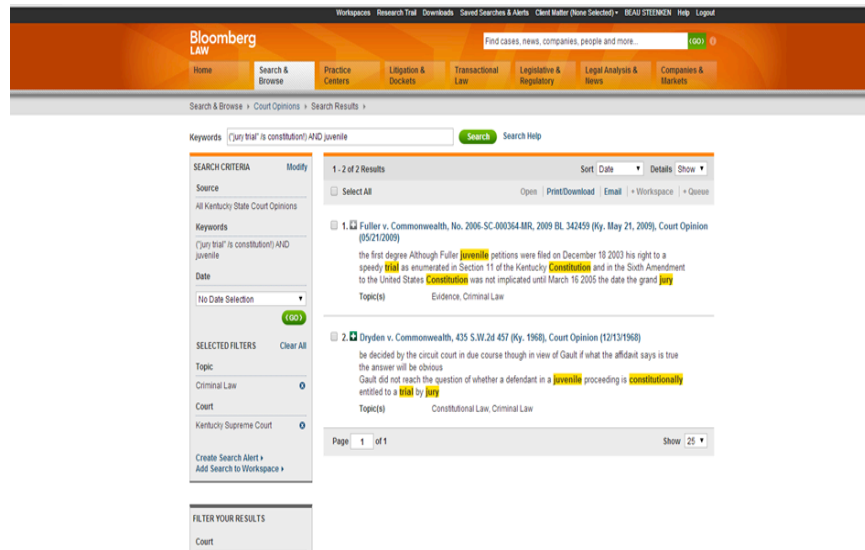 Workspaces Research Trail Downloads Saved Searches & Alerts Client Matter (None Selected) BEAU STEENKEN Help Logout
Bloomberg
LAW
Find cases, news, companies, people and more... (GO)
Home Search & Browse Practice Centers Litigation & Dockets Transactional Law Legislative & Regulatory Legal Analysis & News Companies & Markets
Search & Browse › Court Opinions › Search Results ›
Keywords ("jury trial" /s constitution!) AND juvenile Search Search Help
SEARCH CRITERIA Modify
Source
All Kentucky State Court Opinions
Keywords
("jury trial" /s constitution!) AND
juvenile
Date
No Date Selection
(GO)
SELECTED FILTERS Clear All
Topic
Criminal Law
Court
Kentucky Supreme Court
Create Search Alert ›
Add Search to Workspace ›
FILTER YOUR RESULTS
Court
1 - 2 of 2 Results Sort Date Details Show
Select All Open | Print/Download | Email | + Workspace | + Queue
1. Fuller v. Commonwealth, No. 2006-SC-000364-MR, 2009 BL 342459 (Ky. May 21, 2009), Court Opinion
(05/21/2009)
the first degree Although Fuller juvenile petitions were filed on December 18 2003 his right to a
speedy trial as enumerated in Section 11 of the Kentucky Constitution and in the Sixth Amendment
to the United States Constitution was not implicated until March 16 2005 the date the grand jury
Topic(s) Evidence, Criminal Law
2. Dryden v. Commonwealth, 435 S.W.2d 457 (Ky. 1968), Court Opinion (12/13/1968)
be decided by the circuit court in due course though in view of Gault if what the affidavit says is true
the answer will be obvious
Gault did not reach the question of whether a defendant in a juvenile proceeding is constitutionally
entitled to a trial by jury
Topic(s) Constitutional Law, Criminal Law
Page 1 of 1 Show 25